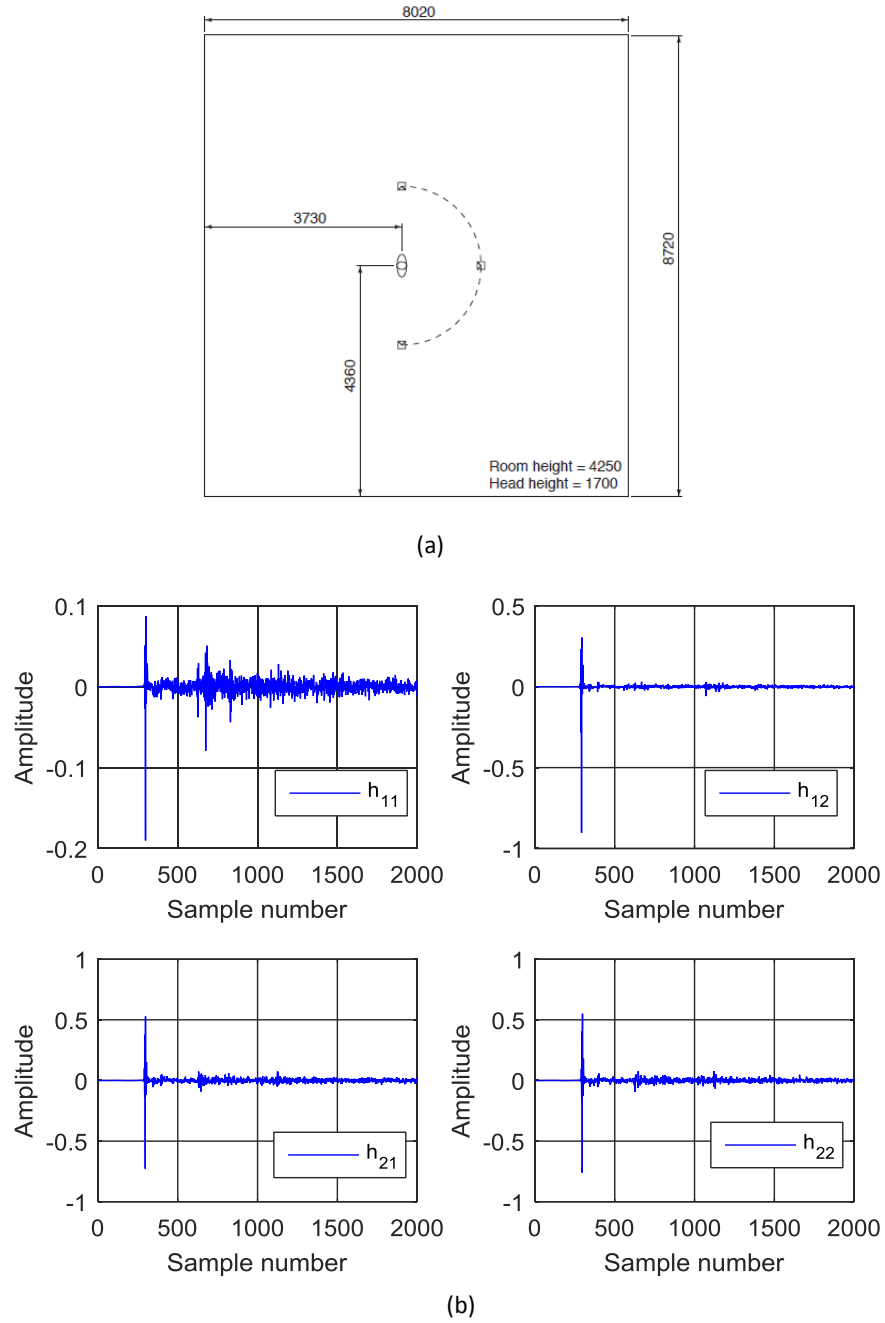 8020
3730
8720
4360
Room height = 4250
Head height = 1700
(a)
0.1
0
-0.1
-0.2
Amplitude
h11
0 500 1000 1500 2000
Sample number
0.5
0
-0.5
-1
Amplitude
h12
0 500 1000 1500 2000
Sample number
1
0.5
0
-0.5
-1
Amplitude
h21
0 500 1000 1500 2000
Sample number
1
0.5
0
-0.5
-1
Amplitude
h22
0 500 1000 1500 2000
Sample number
(b)